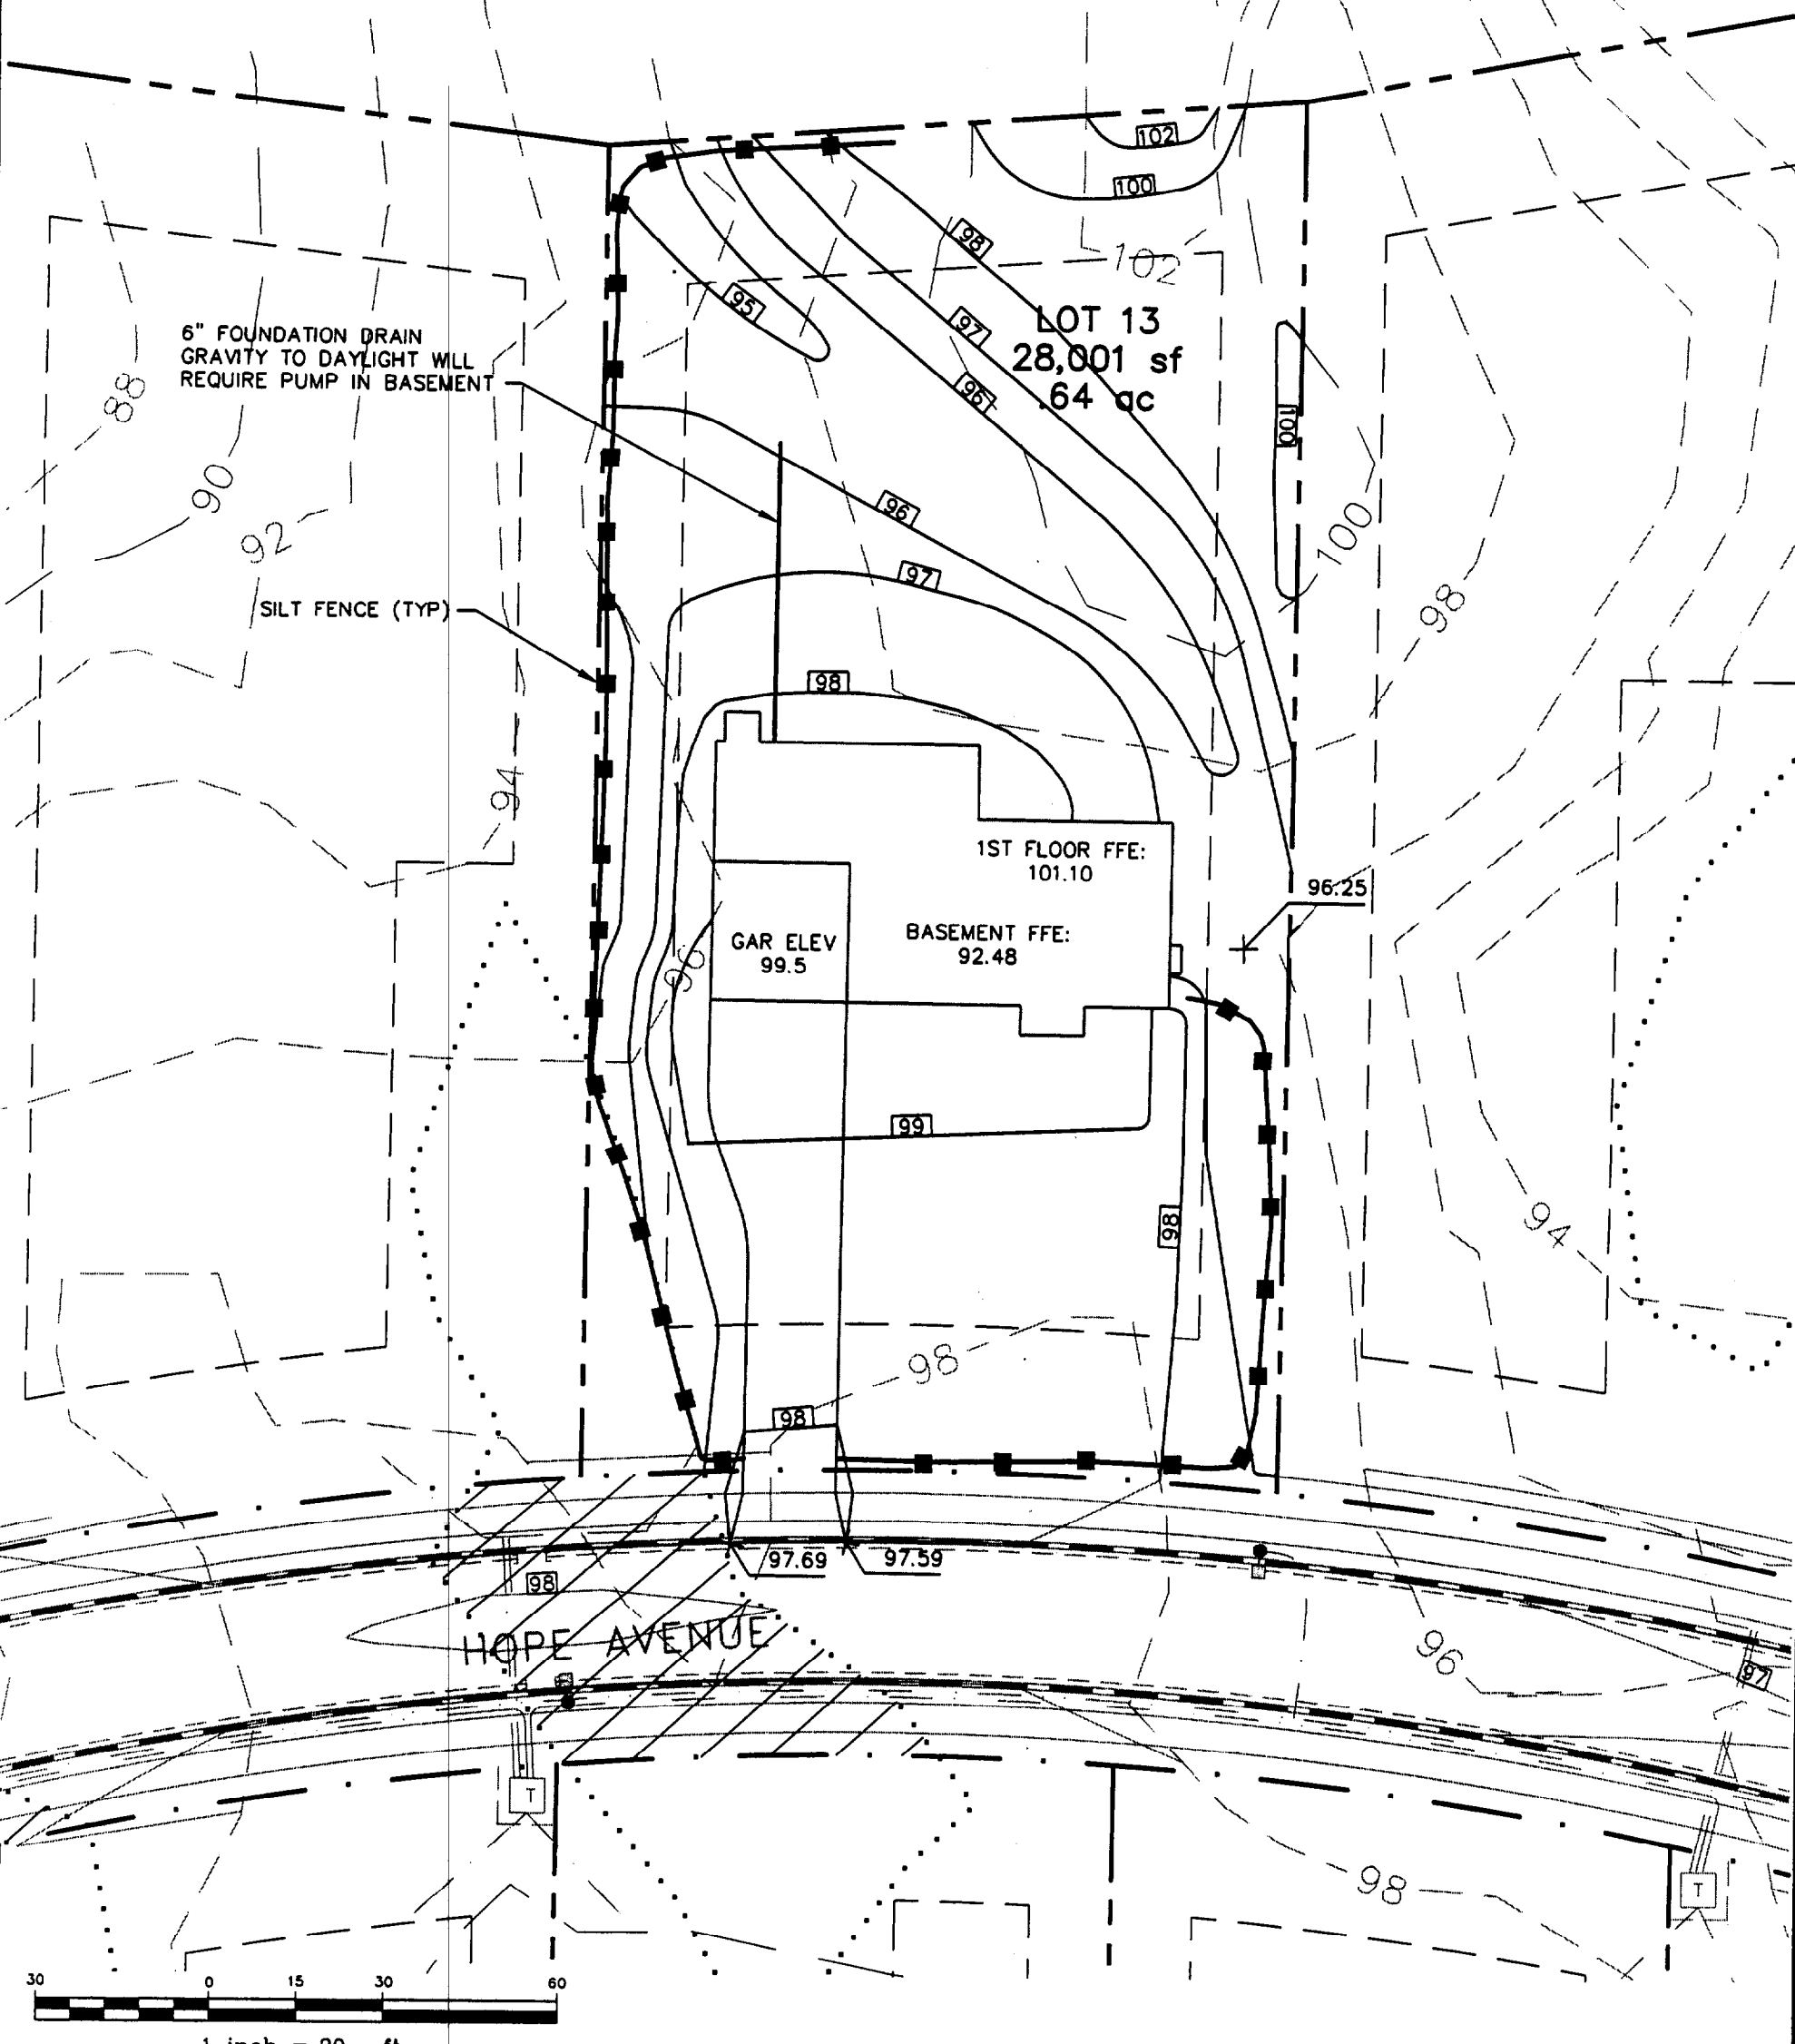 102
100
98
102
95
97
LOT 13
28,001 sf
.64 ac
6" FOUNDATION DRAIN
GRAVITY TO DAYLIGHT WILL
REQUIRE PUMP IN BASEMENT
88
96
100
90
96
92
100
97
98
SILT FENCE (TYP)
98
94
1ST FLOOR FFE:
101.10
96.25
GAR ELEV
99.5
BASEMENT FFE:
92.48
96
99
98
94
98
98
97.69
97.59
98
HOPE AVENUE
96
97
T
98
T
30 0 15 30 60